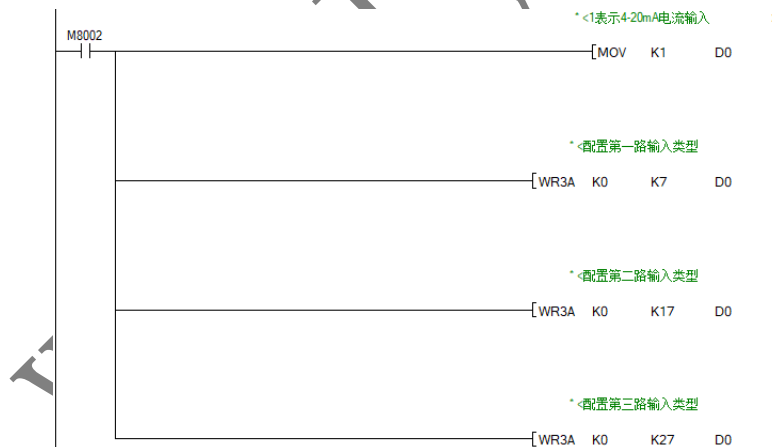 * <1表示4-20mA电流输入
M8002
[MOV K1 D0
* <配置第一路输入类型
[WR3A K0 K7 D0
* <配置第二路输入类型
[WR3A K0 K17 D0
* <配置第三路输入类型
[WR3A K0 K27 D0